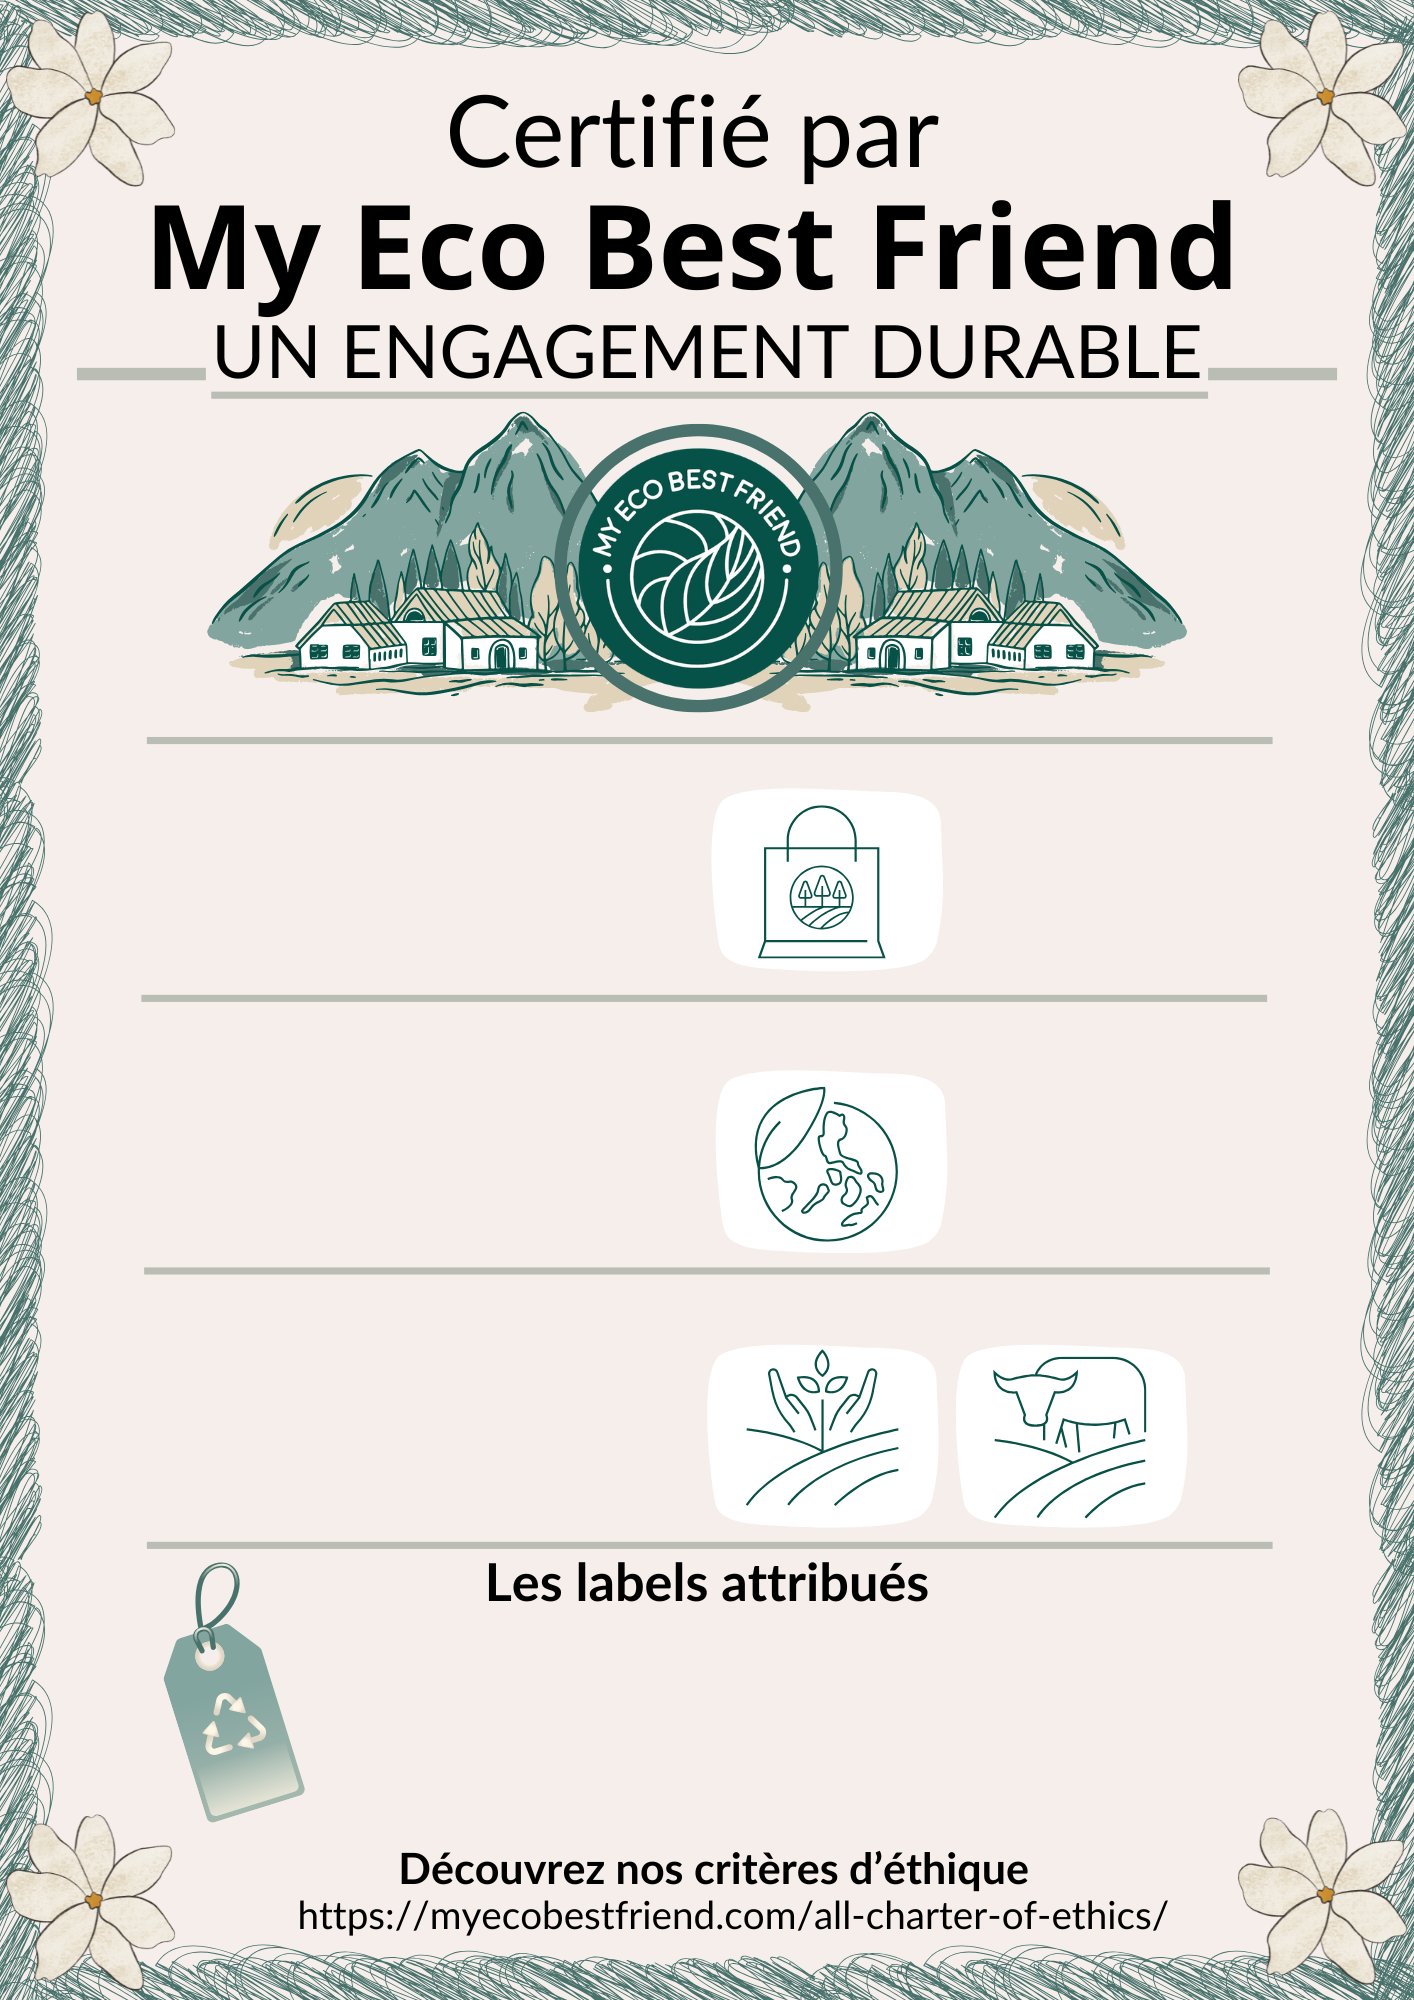 Certifié par
My Eco Best Friend
UN ENGAGEMENT DURABLE
MY ECO BEST FRIEND
Les labels attribués
Découvrez nos critères d’éthique
https://myecobestfriend.com/all-charter-of-ethics/